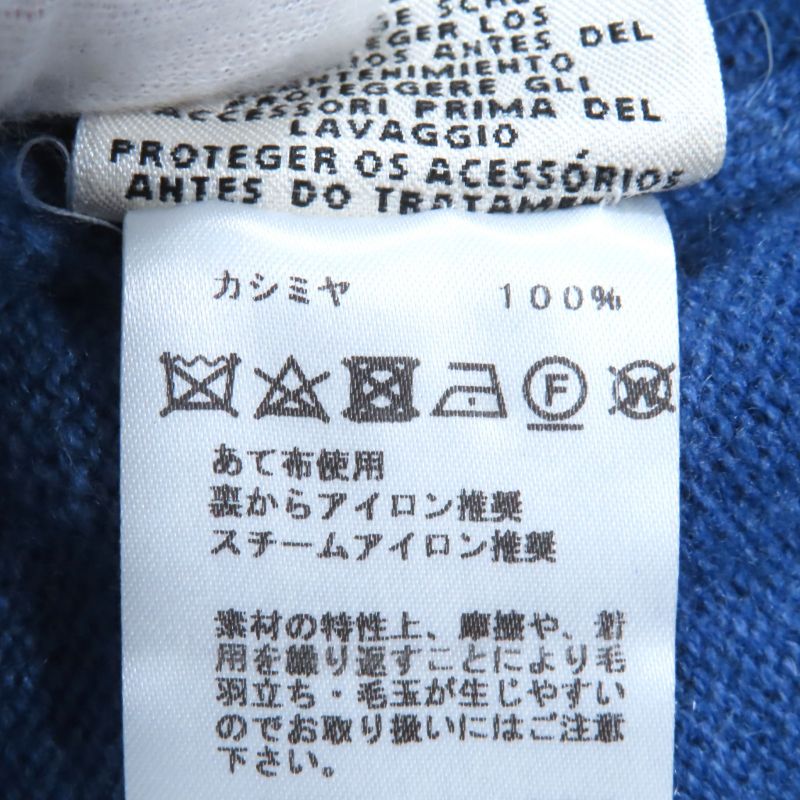 GER LOS
ANTES DEL
PROTEGGERE GLI
ACCESSORI PRIMA DEL
LAVAGGIO
PROTEGER OS ACESSÓRIOS
ANTES DO
カシミヤ 100%
F W
あて布使用
裏からアイロン推奨
スチームアイロン推奨
素材の特性上、摩擦や、着
用を繰り返すことにより毛
羽立ち・毛玉が生じやすい
のでお取り扱いにはご注意
下さい。